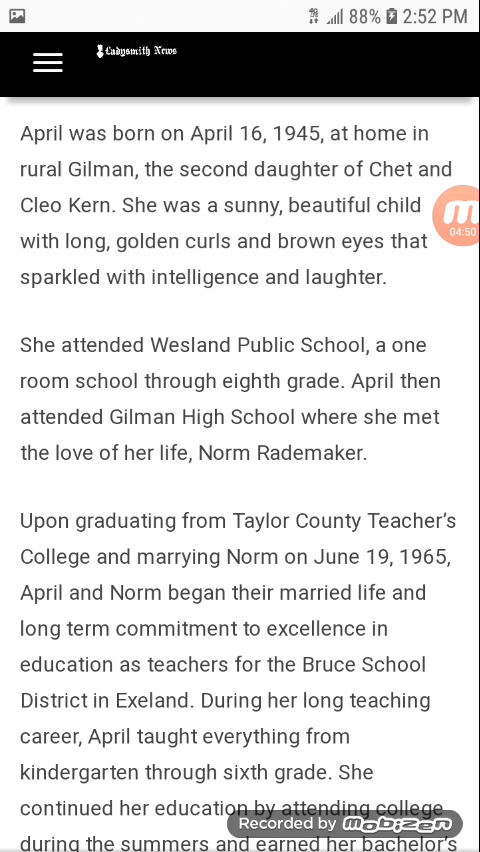 88% 2:52 PM
Ladysmith News
April was born on April 16, 1945, at home in
rural Gilman, the second daughter of Chet and
Cleo Kern. She was a sunny, beautiful child
with long, golden curls and brown eyes that
04:50
sparkled with intelligence and laughter.
She attended Wesland Public School, a one
room school through eighth grade. April then
attended Gilman High School where she met
the love of her life, Norm Rademaker.
Upon graduating from Taylor County Teacher’s
College and marrying Norm on June 19, 1965,
April and Norm began their married life and
long term commitment to excellence in
education as teachers for the Bruce School
District in Exeland. During her long teaching
career, April taught everything from
kindergarten through sixth grade. She
continued her education by attending college
Recorded by mobizen
during the summers and earned her bachelor’s